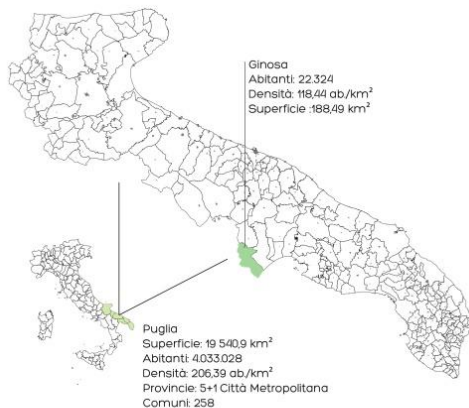 Ginosa
Abitanti: 22.324
Densità: 118,44 ab/km²
Superficie :188,49 km²
Puglia
Superficie: 19 540,9 km²
Abitanti: 4.033.028
Densità: 206,39 ab/km²
Provincie: 5+1 Città Metropolitana
Comuni: 258